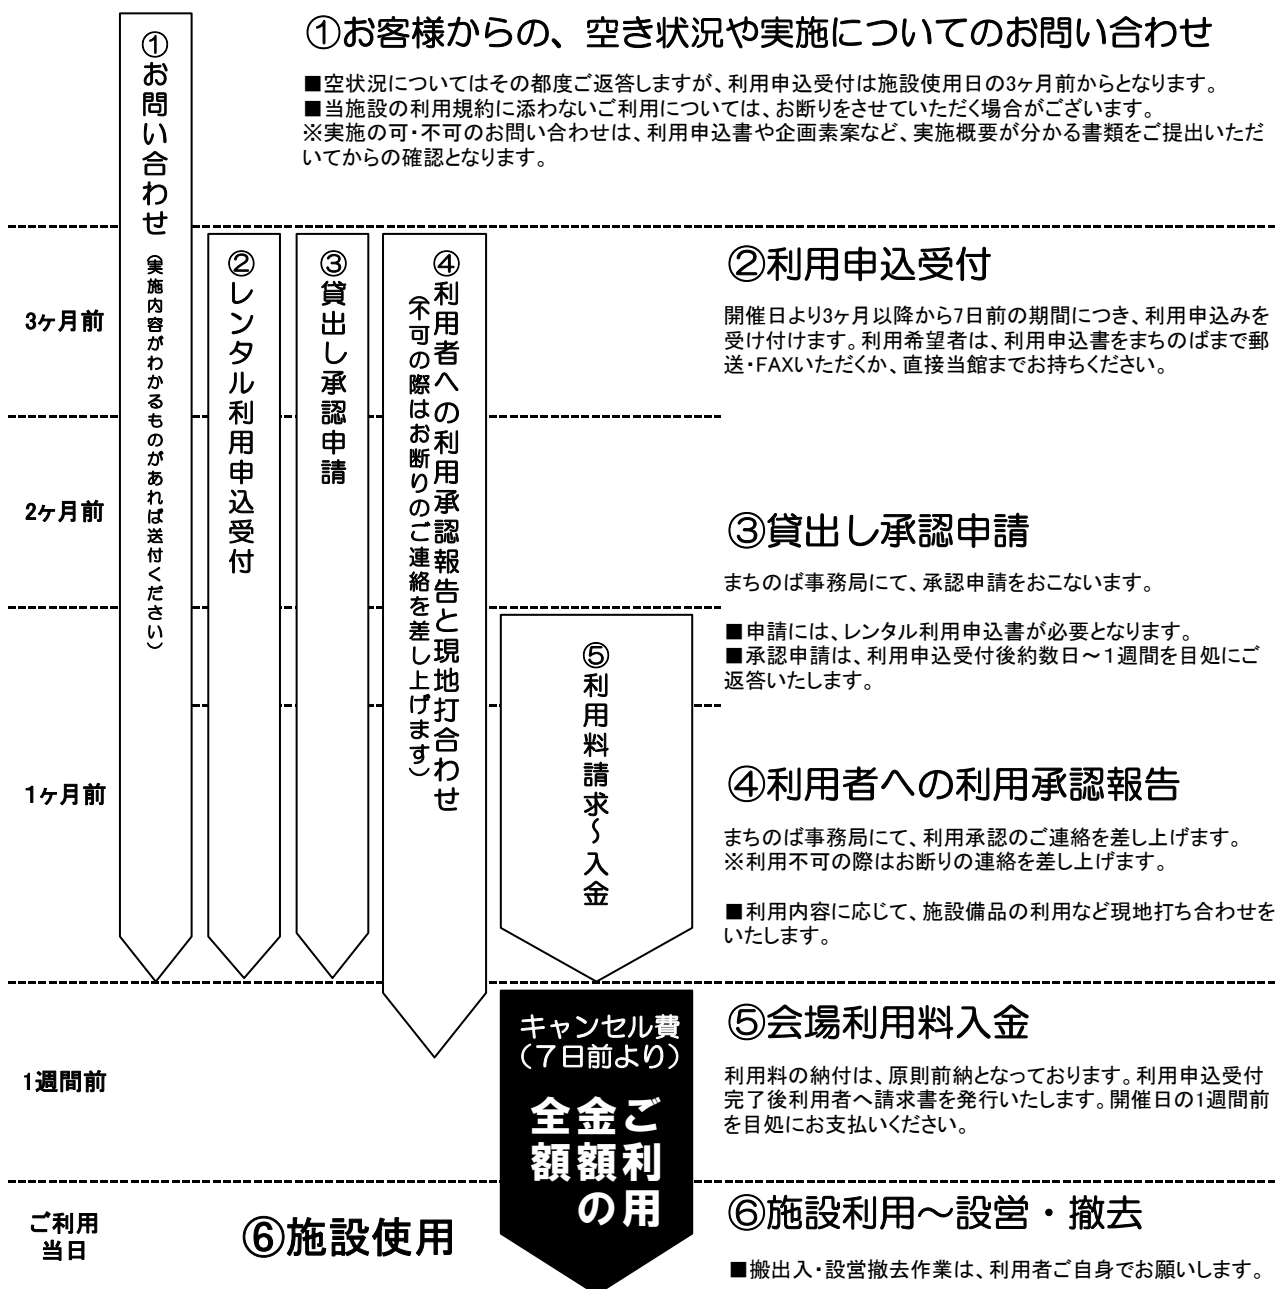 ①お客様からの、空き状況や実施についてのお問い合わせ
■空状況についてはその都度ご返答しますが、利用申込受付は施設使用日の3ヶ月前からとなります。
■当施設の利用規約に添わないご利用については、お断りをさせていただく場合がございます。
※実施の可・不可のお問い合わせは、利用申込書や企画素案など、実施概要が分かる書類をご提出いただ
いてからの確認となります。
①お問い合わせ(実施内容がわかるものがあれば送付ください)
②レンタル利用申込受付
③貸出し承認申請
④利用者への利用承認報告と現地打合わせ
(不可の際はお断りのご連絡を差し上げます)
⑤利用料請求～入金
3ヶ月前
2ヶ月前
1ヶ月前
1週間前
ご利用
当日
②利用申込受付
開催日より3ヶ月以降から7日前の期間につき、利用申込みを
受け付けます。利用希望者は、利用申込書をまちのばまで郵
送・FAXいただくか、直接当館までお持ちください。
③貸出し承認申請
まちのば事務局にて、承認申請をおこないます。
■申請には、レンタル利用申込書が必要となります。
■承認申請は、利用申込受付後約数日～1週間を目処にご
返答いたします。
④利用者への利用承認報告
まちのば事務局にて、利用承認のご連絡を差し上げます。
※利用不可の際はお断りの連絡を差し上げます。
■利用内容に応じて、施設備品の利用など現地打ち合わせを
いたします。
キャンセル費
(7日前より)
ご利用
金額の
全額
⑤会場利用料入金
利用料の納付は、原則前納となっております。利用申込受付
完了後利用者へ請求書を発行いたします。開催日の1週間前
を目処にお支払いください。
⑥施設使用
⑥施設利用～設営・撤去
■搬出入・設営撤去作業は、利用者ご自身でお願いします。